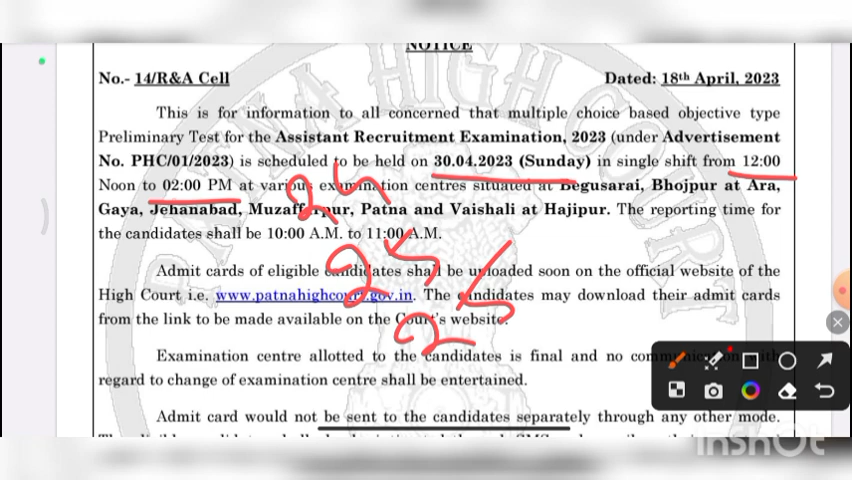 NOTICE
No.- 14/R&A Cell Dated: 18th April, 2023
This is for information to all concerned that multiple choice based objective type
Preliminary Test for the Assistant Recruitment Examination, 2023 (under Advertisement
No. PHC/01/2023) is scheduled to be held on 30.04.2023 (Sunday) in single shift from 12:00
Noon to 02:00 PM at various examination centres situated at Begusarai, Bhojpur at Ara,
Gaya, Jehanabad, Muzaffarpur, Patna and Vaishali at Hajipur. The reporting time for
the candidates shall be 10:00 A.M. to 11:00 A.M.
24
Admit cards of eligible candidates shall be uploaded soon on the official website of the
High Court i.e. www.patnahighcourt.gov.in. The candidates may download their admit cards
from the link to be made available on the Court's website.
25
25
Examination centre allotted to the candidates is final and no communication with
regard to change of examination centre shall be entertained.
Admit card would not be sent to the candidates separately through any other mode.
PATNA HIGH COURT
InShot